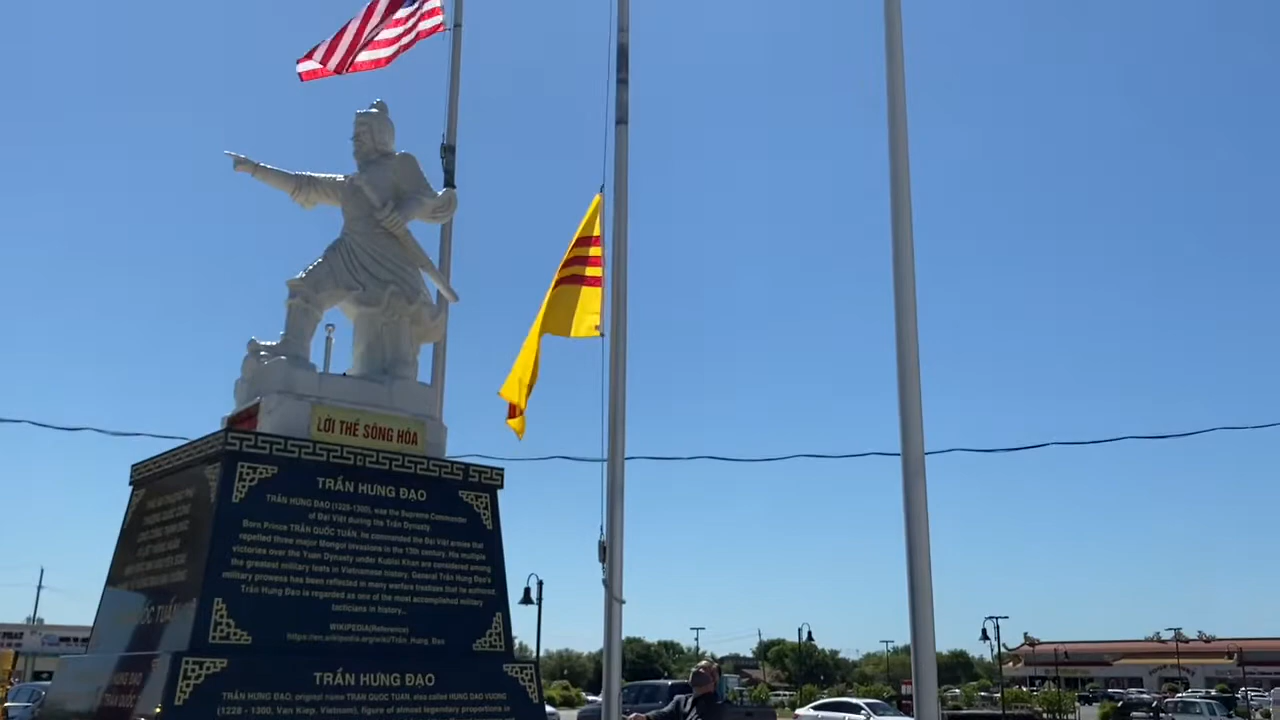 LỜI THỀ SÔNG HÓA
TRẦN HƯNG ĐẠO
TRẦN HƯNG ĐẠO (1228-1300), was the Supreme Commander
of Đại Việt during the Trần Dynasty.
Born Prince TRẦN QUỐC TUẤN, he commanded the Đại Việt armies that
repelled three major Mongol invasions in the 13th century. His multiple
victories over the Yuan Dynasty under Kublai Khan are considered among
the greatest military feats in Vietnamese history. General Trần Hưng Đạo's
military prowess has been reflected in many warfare treatises that he authored.
Trần Hưng Đạo is regarded as one of the most accomplished military
tacticians in history...
WIKIPEDIA(Reference)
https://en.wikipedia.org/wiki/Trần_Hưng_Đạo
TRẦN HƯNG ĐẠO
TRẦN HƯNG ĐẠO, original name TRAN QUOC TUAN, also called HUNG DAO VUONG
(1228 - 1300, Van Kiep, Vietnam), figure of almost legendary proportions in